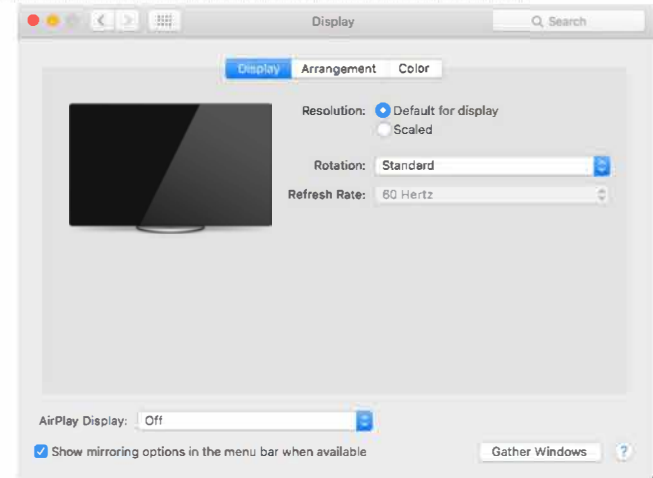 Display
Search
Display Arrangement Color
Resolution: Default for display
Scaled
Rotation: Standard
Refresh Rate: 60 Hertz
AirPlay Display: Off
Show mirroring options in the menu bar when available
Gather Windows ?